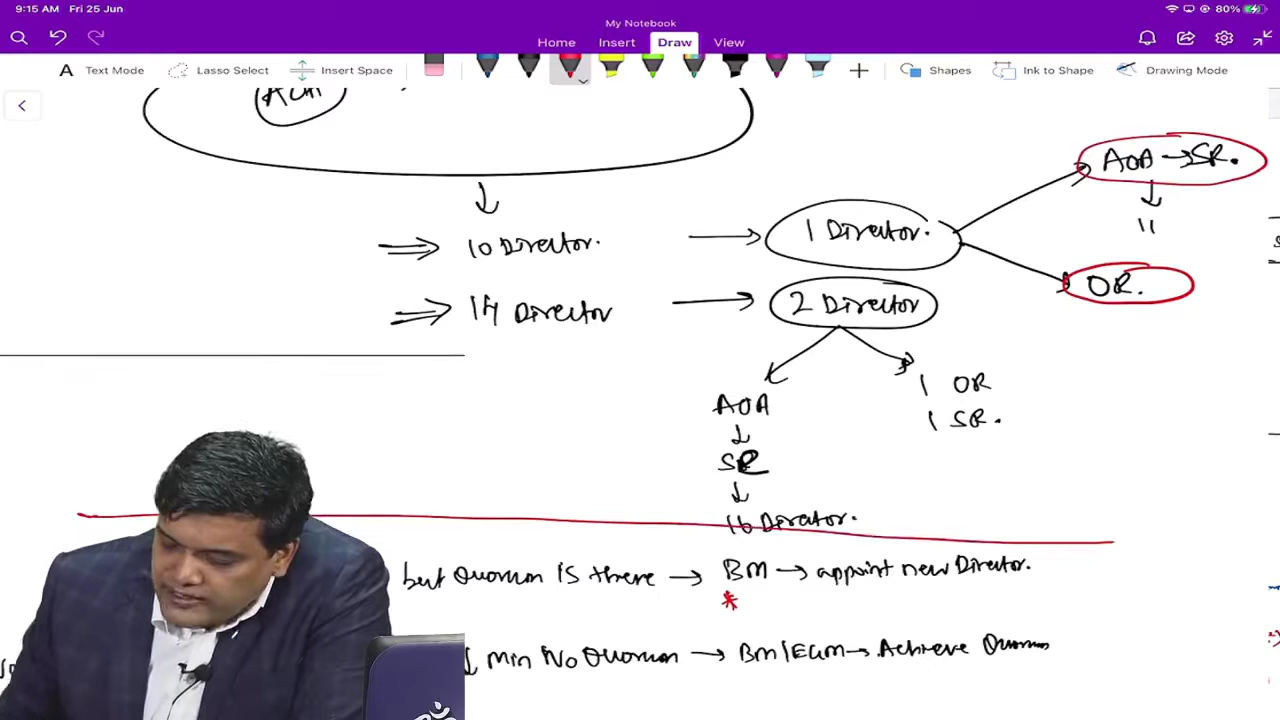 9:15 AM Fri 25 Jun
80%
My Notebook
Home Insert Draw View
A Text Mode Lasso Select Insert Space Shapes Ink to Shape Drawing Mode
AOA → SR.
↓
11
⇒ 10 Director. → 1 Director.
OR.
⇒ 14 Director → 2 Director
AOA
↓
SR
↓
16 Director.
1 OR
1 SR.
but Quorum is there → BM → appoint new Director.
*
↓ Min No Quorum → BM/EGM → Achieve Quorum